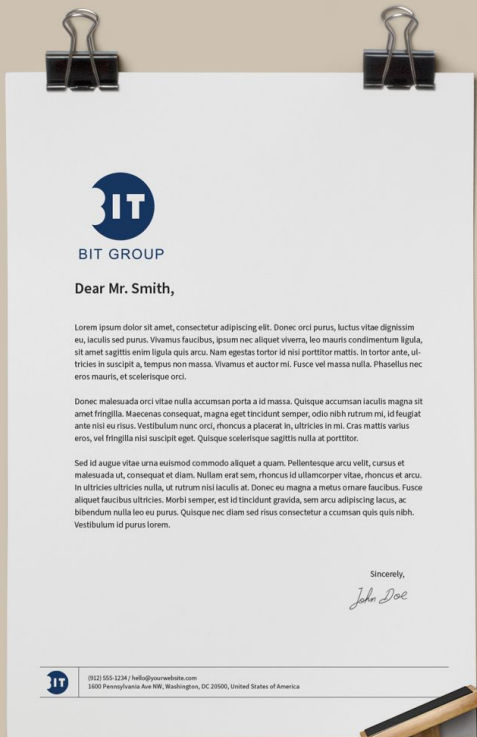 BIT
BIT GROUP
Dear Mr. Smith,
Lorem ipsum dolor sit amet, consectetur adipiscing elit. Donec orci purus, luctus vitae dignissim
eu, iaculis sed purus. Vivamus faucibus, ipsum nec aliquet viverra, leo mauris condimentum ligula,
sit amet sagittis enim ligula quis arcu. Nam egestas tortor id nisi porttitor mattis. In tortor ante, ul-
tricies in suscipit a, tempus non massa. Vivamus et auctor mi. Fusce vel massa nulla. Phasellus nec
eros mauris, et scelerisque orci.
Donec malesuada orci vitae nulla accumsan porta a id massa. Quisque accumsan iaculis magna sit
amet fringilla. Maecenas consequat, magna eget tincidunt semper, odio nibh rutrum mi, id feugiat
ante nisi eu risus. Vestibulum nunc orci, rhoncus a placerat in, ultricies in mi. Cras mattis varius
eros, vel fringilla nisi suscipit eget. Quisque scelerisque sagittis nulla at porttitor.
Sed id augue vitae urna euismod commodo aliquet a quam. Pellentesque arcu velit, cursus et
malesuada ut, consequat et diam. Nullam erat sem, rhoncus id ullamcorper vitae, rhoncus et arcu.
In ultricies ultricies nulla, ut rutrum nisi iaculis at. Donec eu magna a metus ornare faucibus. Fusce
aliquet faucibus ultricies. Morbi semper, est id tincidunt gravida, sem arcu adipiscing lacus, ac
bibendum nulla leo eu purus. Quisque nec diam sed risus consectetur a ccumsan quis quis nibh.
Vestibulum id purus lorem.
Sincerely,
John Doe
BIT
(912) 555-1234 / hello@yourwebsite.com
1600 Pennsylvania Ave NW, Washington, DC 20500, United States of America